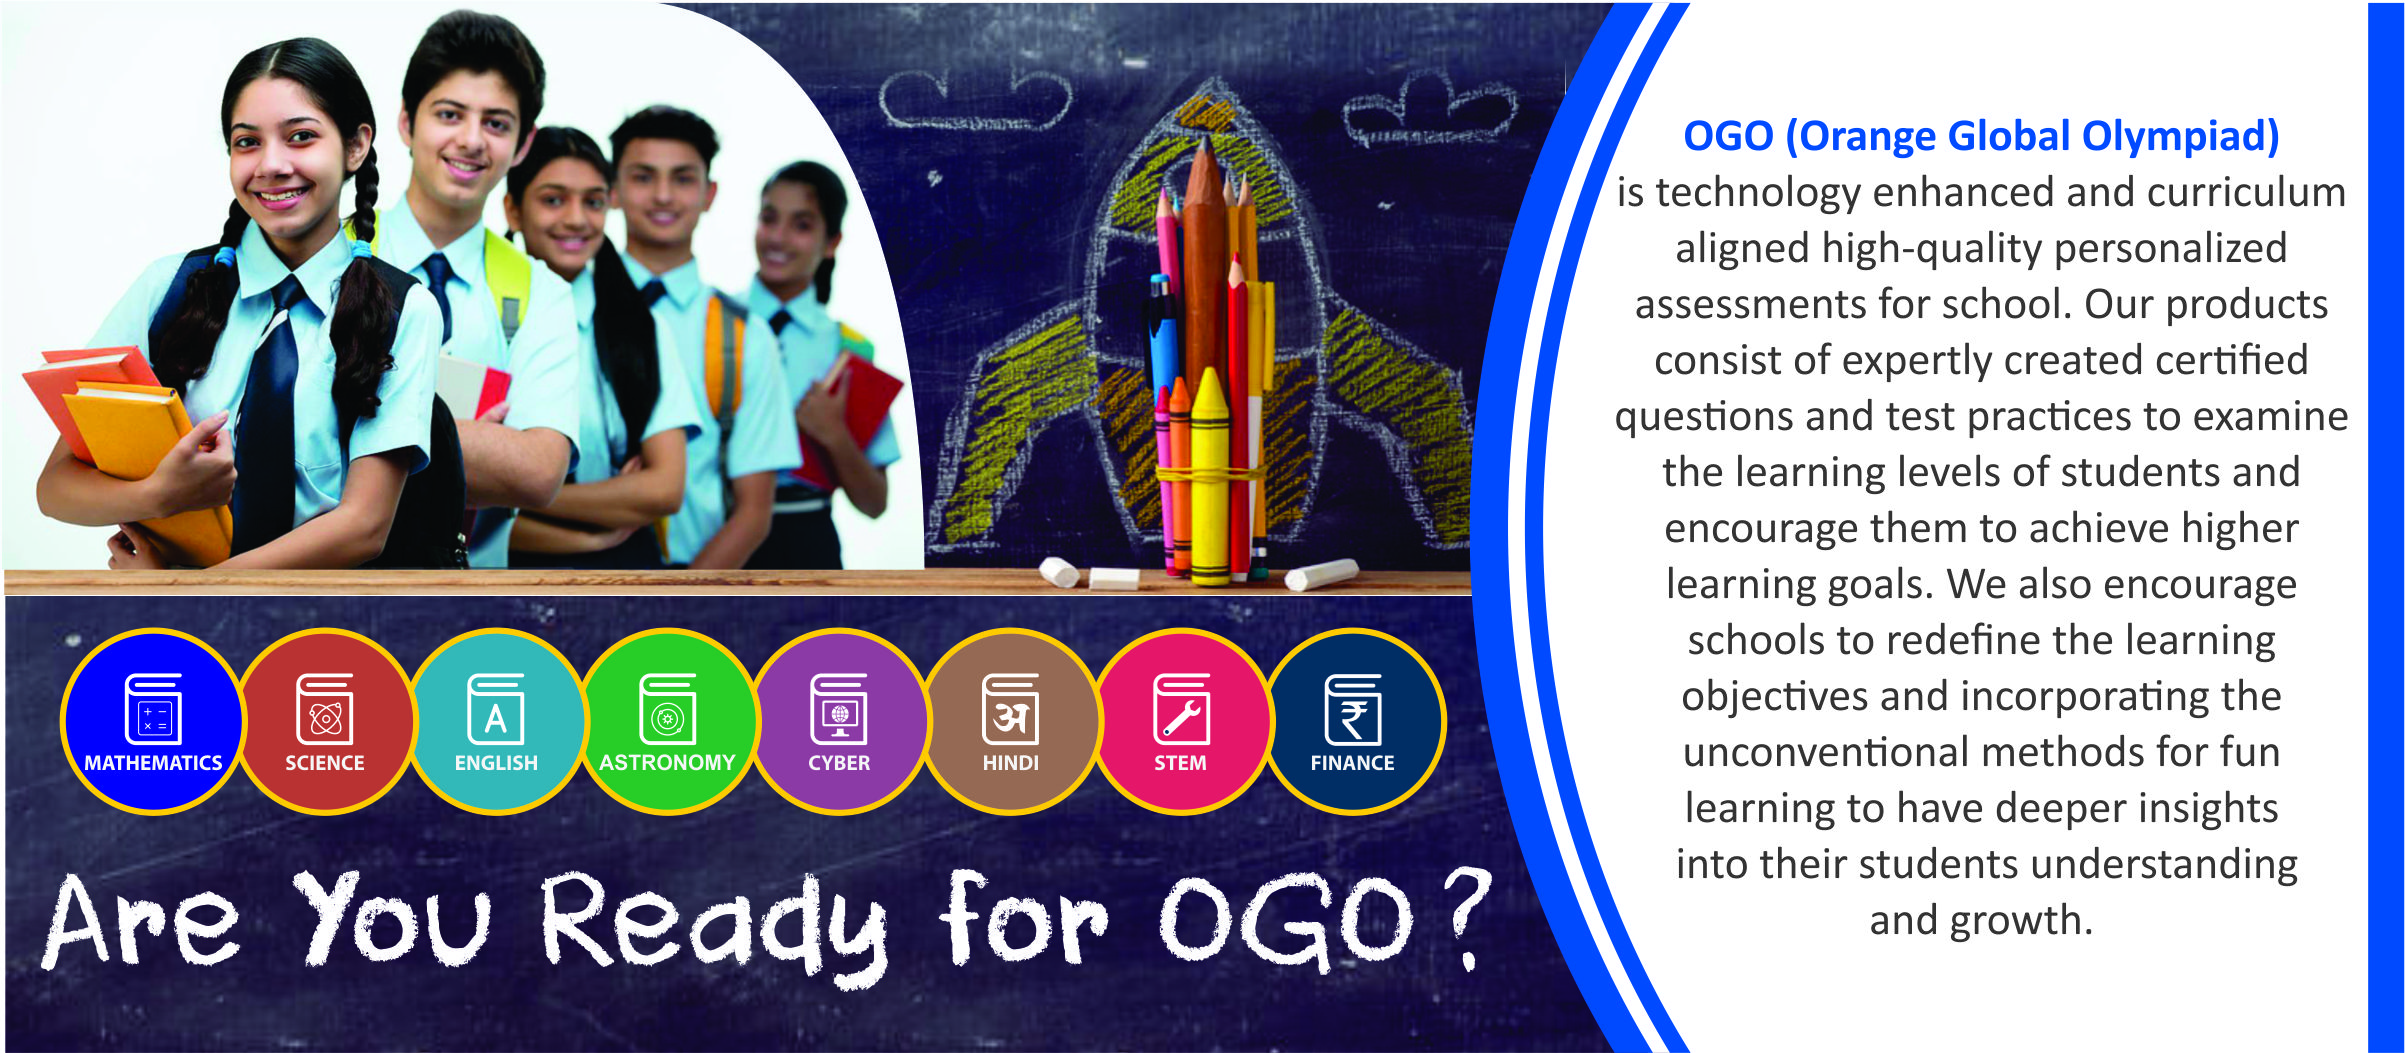 OGO (Orange Global Olympiad)
is technology enhanced and curriculum
aligned high-quality personalized
assessments for school. Our products
consist of expertly created certified
questions and test practices to examine
the learning levels of students and
encourage them to achieve higher
learning goals. We also encourage
schools to redefine the learning
objectives and incorporating the
unconventional methods for fun
learning to have deeper insights
into their students understanding
and growth.
+ −
× =
A
अ
₹
MATHEMATICS
SCIENCE
ENGLISH
ASTRONOMY
CYBER
HINDI
STEM
FINANCE
Are You Ready for OGO?